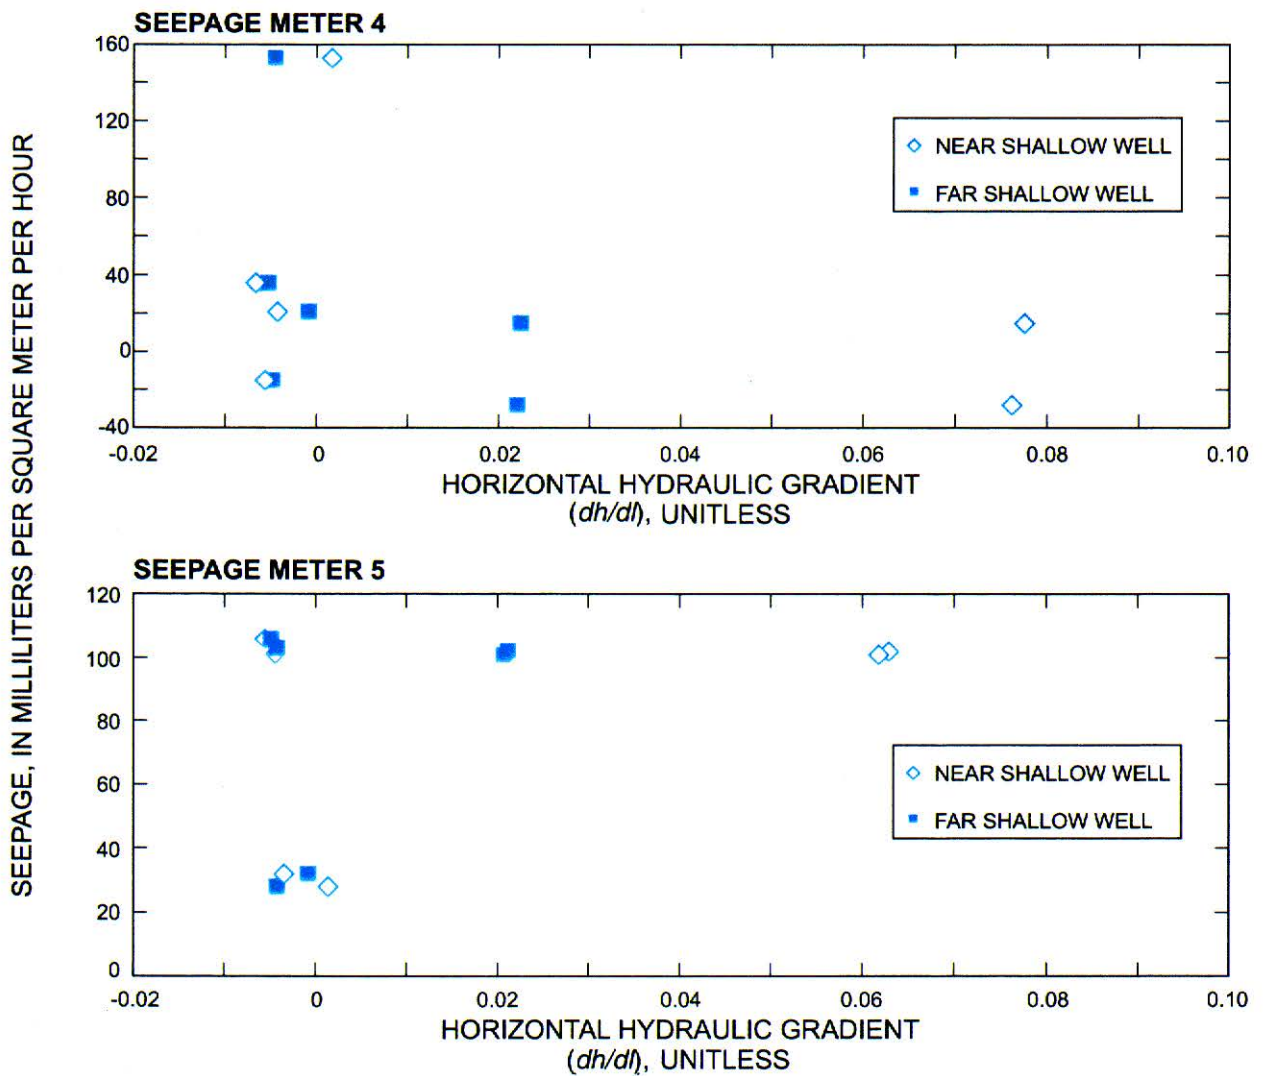 SEEPAGE, IN MILLILITERS PER SQUARE METER PER HOUR
SEEPAGE METER 4
160
120
80
40
0
-40
-0.02 0 0.02 0.04 0.06 0.08 0.10
NEAR SHALLOW WELL
FAR SHALLOW WELL
HORIZONTAL HYDRAULIC GRADIENT
(dh/dl), UNITLESS
SEEPAGE METER 5
120
100
80
60
40
20
0
-0.02 0 0.02 0.04 0.06 0.08 0.10
NEAR SHALLOW WELL
FAR SHALLOW WELL
HORIZONTAL HYDRAULIC GRADIENT
(dh/dl), UNITLESS